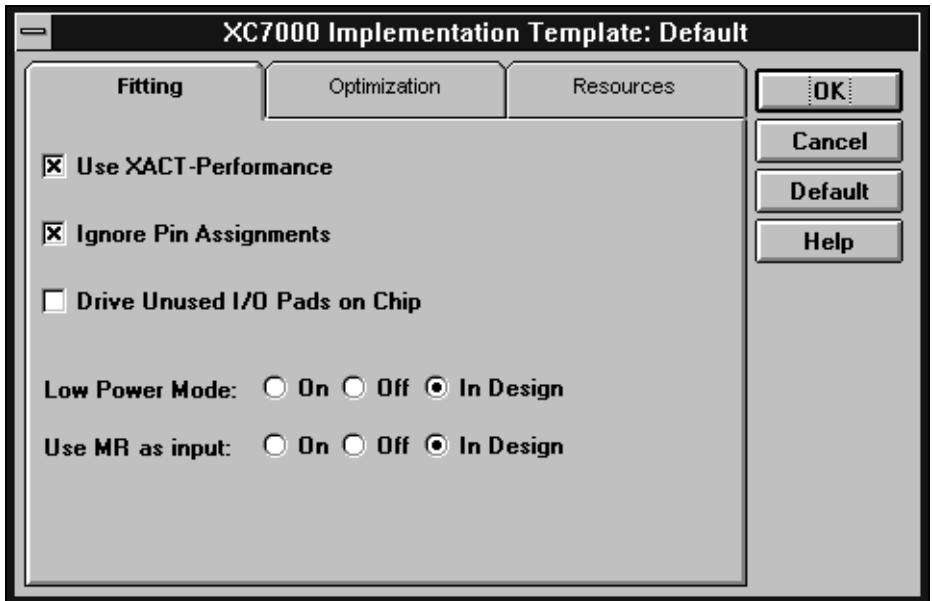 XC7000 Implementation Template: Default
Fitting Optimization Resources
OK
Cancel
Default
Help
Use XACT-Performance
Ignore Pin Assignments
Drive Unused I/O Pads on Chip
Low Power Mode: On Off In Design
Use MR as input: On Off In Design